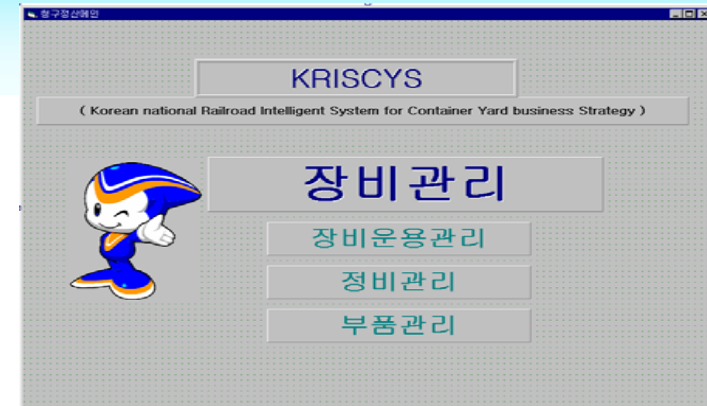 청구정산메인
KRISCYS
( Korean national Railroad Intelligent System for Container Yard business Strategy )
장비관리
장비운용관리
정비관리
부품관리